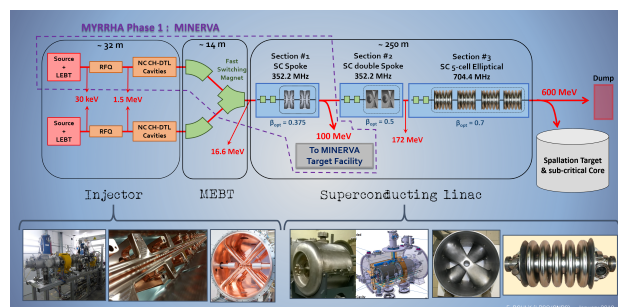 MYRRHA Phase 1 : MINERVA
~ 32 m
~ 14 m
~ 250 m
Source
+
LEBT
RFQ
NC CH-DTL
Cavities
Fast
Switching
Magnet
Section #1
SC Spoke
352.2 MHz
Section #2
SC double Spoke
352.2 MHz
Section #3
SC 5-cell Elliptical
704.4 MHz
600 MeV
Dump
30 keV
1.5 MeV
βopt = 0.375
βopt = 0.5
βopt = 0.7
Source
+
LEBT
RFQ
NC CH-DTL
Cavities
16.6 MeV
100 MeV
172 MeV
To MINERVA
Target Facility
Spallation Target
& sub-critical Core
Injector
MEBT
Superconducting linac